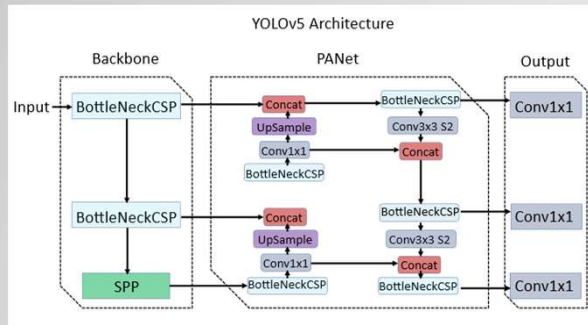 YOLOv5 Architecture
Backbone
PANet
Output
Input
BottleNeckCSP
Concat
BottleNeckCSP
Conv1x1
UpSample
Conv3x3 S2
Conv1x1
Concat
BottleNeckCSP
BottleNeckCSP
Concat
BottleNeckCSP
Conv1x1
UpSample
Conv3x3 S2
Conv1x1
Concat
SPP
BottleNeckCSP
BottleNeckCSP
Conv1x1